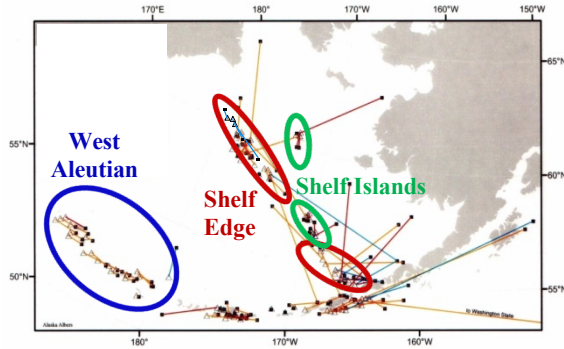 170°E
180°
170°W
160°W
150°W
65°N
60°N
55°N
55°N
50°N
West
Aleutian
Shelf
Edge
Shelf Islands
to Washington State
Alaska Albers
180°
170°W
160°W